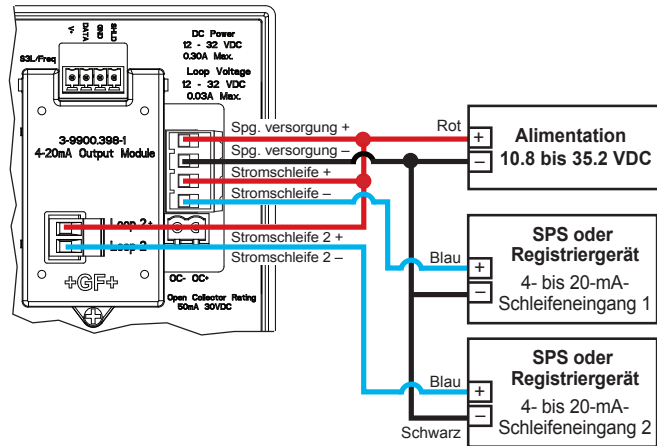 V+
DATA
GND
SHLD
S3L/Freq
DC Power
12 - 32 VDC
0.30A Max.
Loop Voltage
12 - 32 VDC
0.03A Max.
3-9900.398-1
4-20mA Output Module
Loop 2+
Loop 2-
+GF+
OC- OC+
Open Collector Rating
50mA 30VDC
Spg. versorgung +
Spg. versorgung –
Stromschleife +
Stromschleife –
Stromschleife 2 +
Stromschleife 2 –
Rot
+
–
Alimentation
10.8 bis 35.2 VDC
Blau
+
–
SPS oder
Registriergerät
4- bis 20-mA-
Schleifeneingang 1
Blau
Schwarz
+
–
SPS oder
Registriergerät
4- bis 20-mA-
Schleifeneingang 2